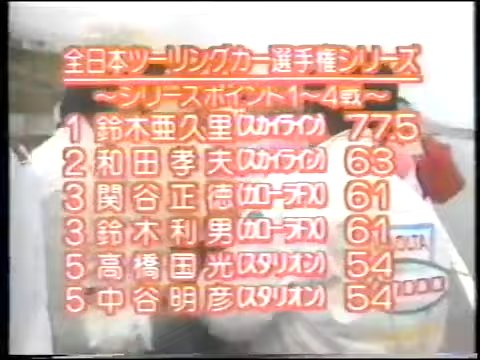 全日本ツーリングカー選手権シリーズ
～シリーズポイント1～4戦～
1 鈴木亜久里(スカイライン) 77.5
2 和田孝夫(スカイライン) 63
3 関谷正徳(カローラFX) 61
3 鈴木利男(カローラFX) 61
5 高橋国光(スタリオン) 54
5 中谷明彦(スタリオン) 54
OLTA
1000